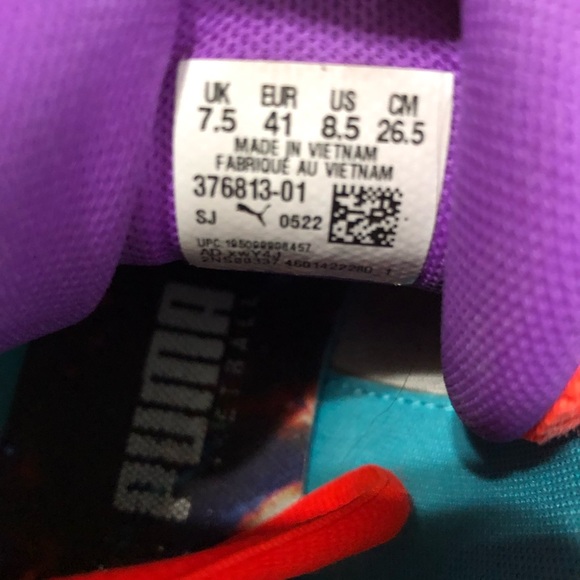 UK EUR US CM
7.5 41 8.5 26.5
MADE IN VIETNAM
FABRIQUÉ AU VIETNAM
376813-01
SJ 0522
UPC
PUMA